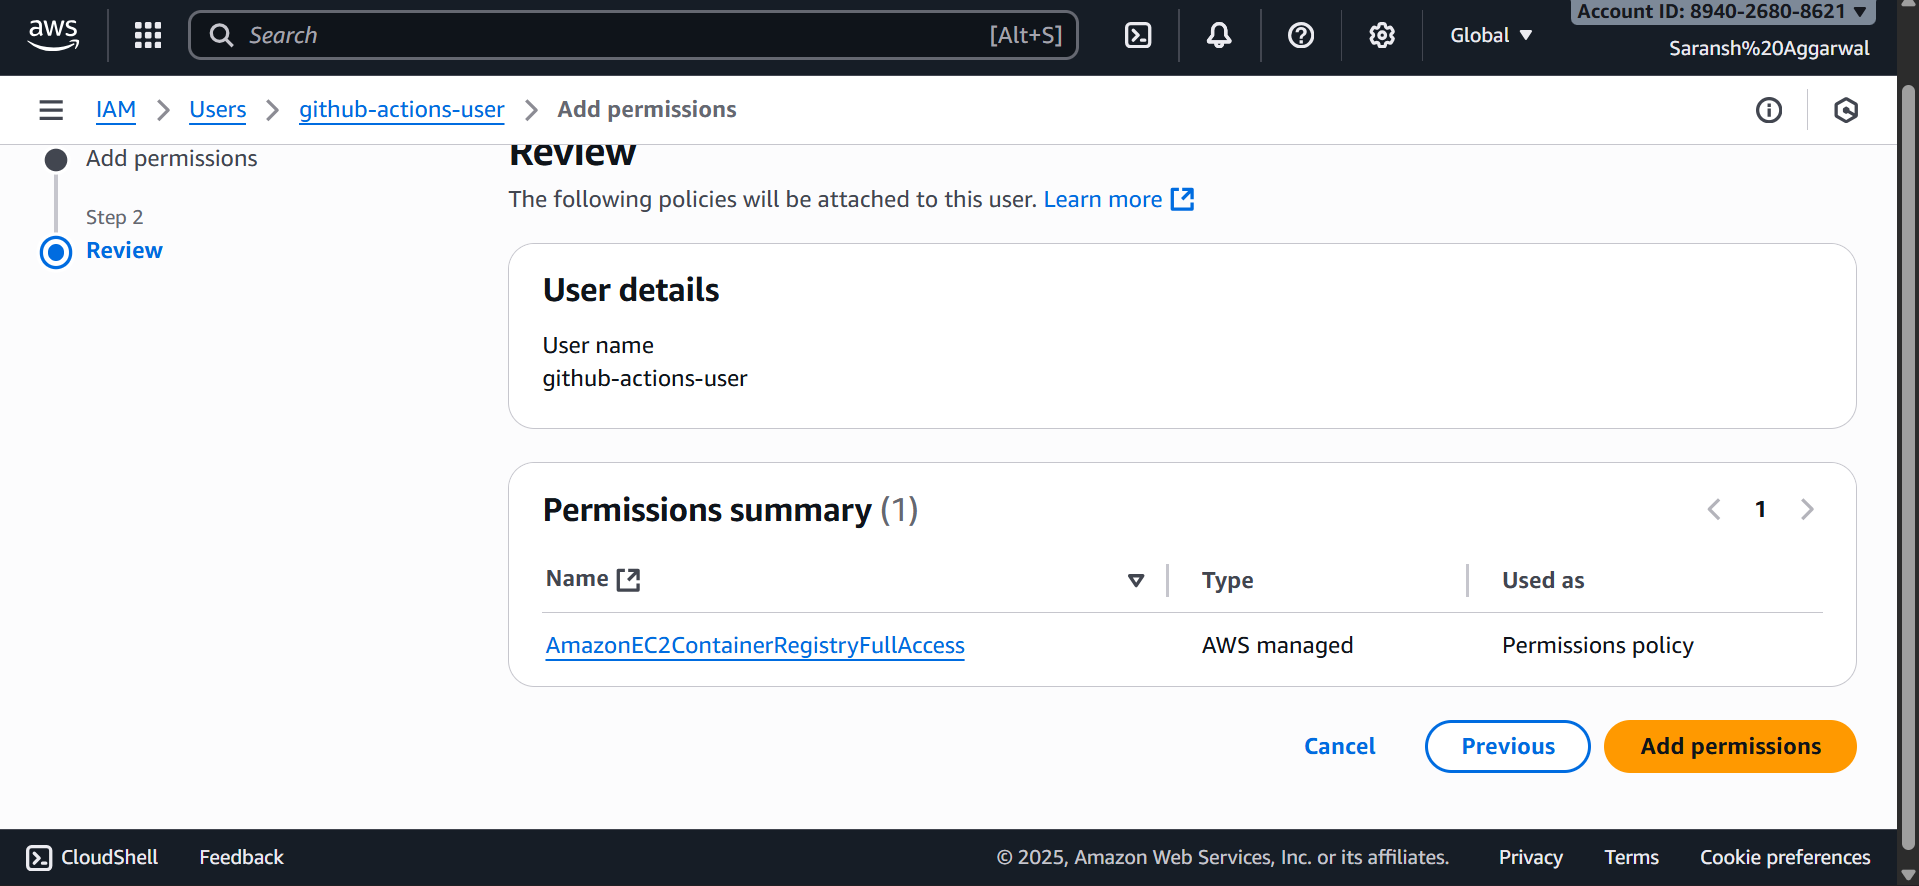 aws
Search [Alt+S]
Global
Account ID: 8940-2680-8621
Saransh%20Aggarwal
IAM Users github-actions-user Add permissions
Add permissions
Step 2
Review
Review
The following policies will be attached to this user. Learn more
User details
User name
github-actions-user
Permissions summary (1)
1
Name Type Used as
AmazonEC2ContainerRegistryFullAccess AWS managed Permissions policy
Cancel Previous Add permissions
CloudShell Feedback © 2025, Amazon Web Services, Inc. or its affiliates. Privacy Terms Cookie preferences